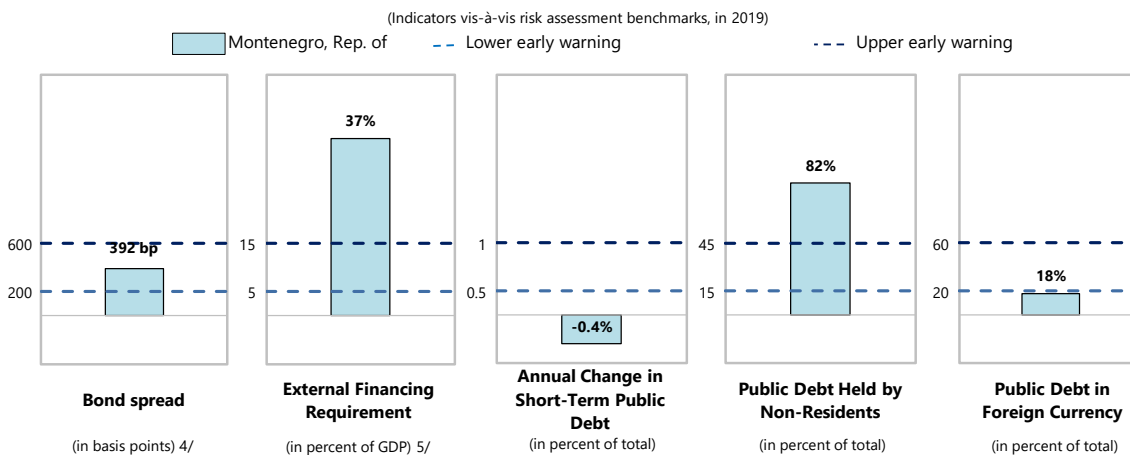 (Indicators vis-à-vis risk assessment benchmarks, in 2019)
Montenegro, Rep. of
Lower early warning
Upper early warning
392 bp
600
200
Bond spread
(in basis points) 4/
37%
15
5
External Financing
Requirement
(in percent of GDP) 5/
1
0.5
-0.4%
Annual Change in
Short-Term Public
Debt
(in percent of total)
82%
45
15
Public Debt Held by
Non-Residents
(in percent of total)
60
18%
20
Public Debt in
Foreign Currency
(in percent of total)